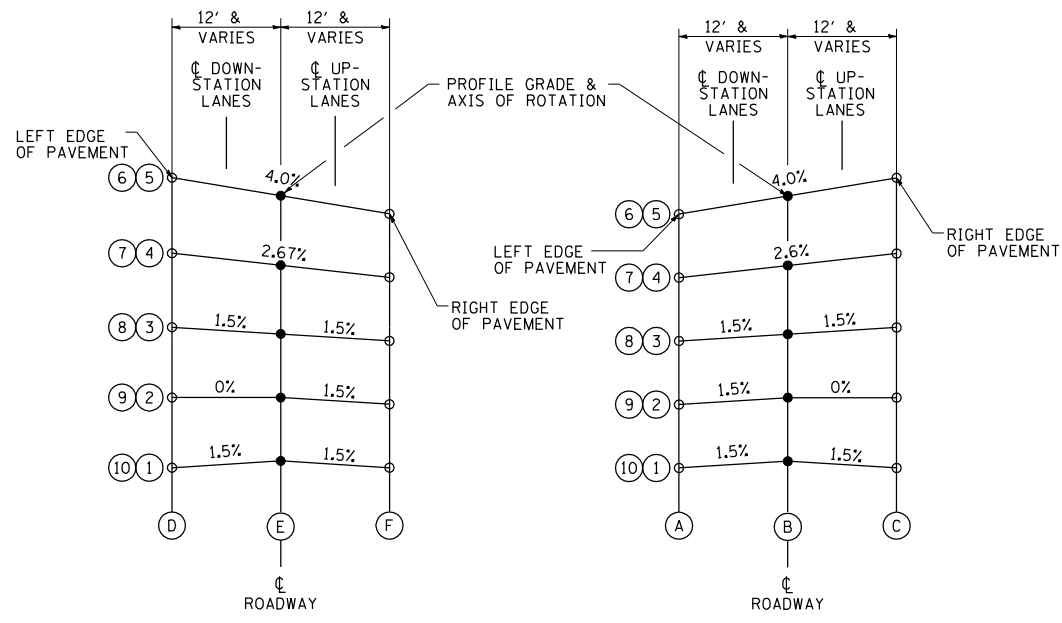 12' &
VARIES
12' &
VARIES
℄ DOWN-
STATION
LANES
℄ UP-
STATION
LANES
PROFILE GRADE &
AXIS OF ROTATION
12' &
VARIES
12' &
VARIES
℄ DOWN-
STATION
LANES
℄ UP-
STATION
LANES
LEFT EDGE
OF PAVEMENT
6 5
4.0%
7 4
2.67%
RIGHT EDGE
OF PAVEMENT
8 3
1.5%
1.5%
9 2
0%
1.5%
10 1
1.5%
1.5%
D
E
F
℄
ROADWAY
4.0%
6 5
RIGHT EDGE
OF PAVEMENT
LEFT EDGE
OF PAVEMENT
2.6%
7 4
8 3
1.5%
1.5%
9 2
1.5%
0%
10 1
1.5%
1.5%
A
B
C
℄
ROADWAY